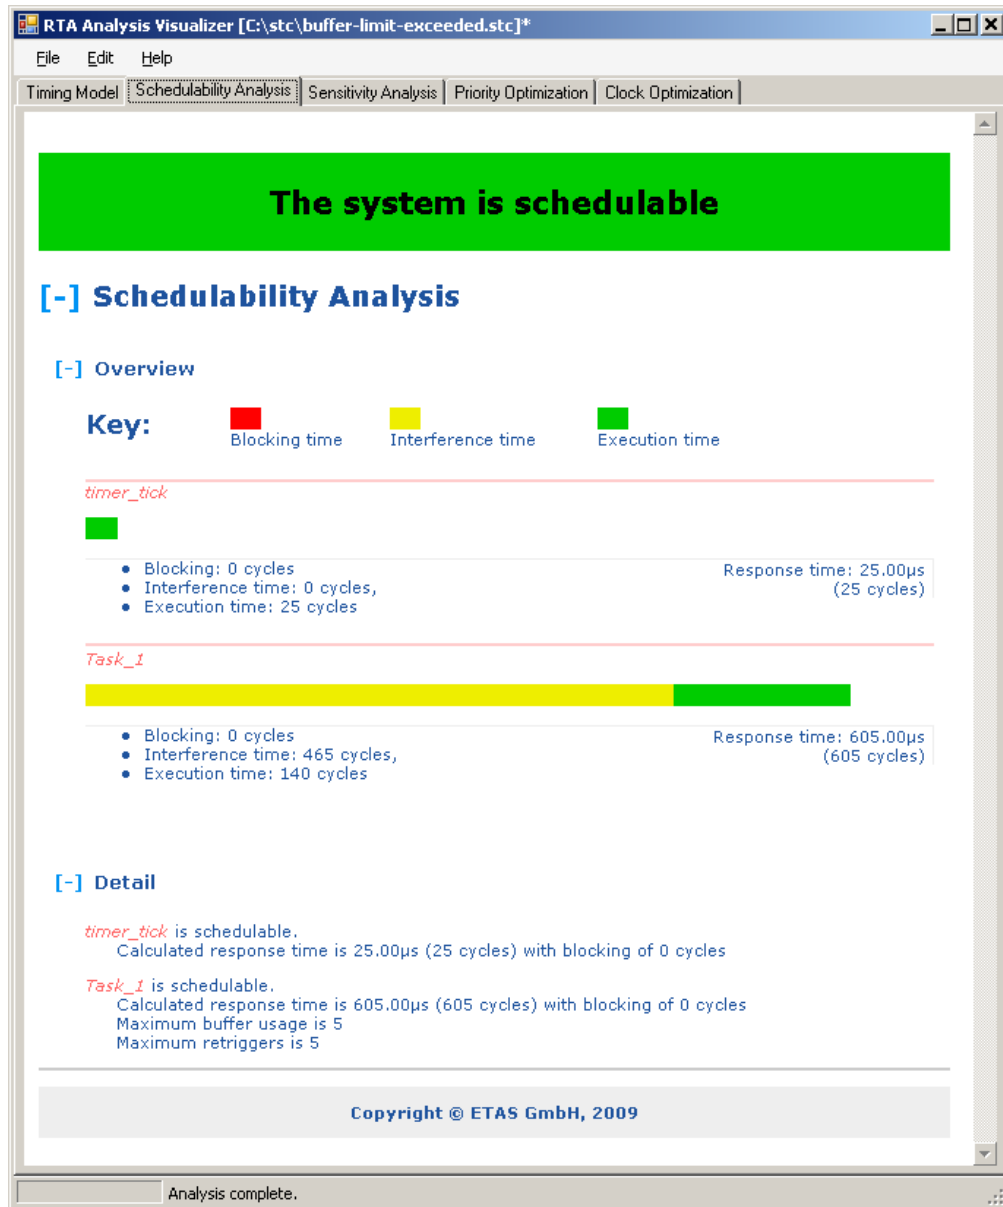 RTA Analysis Visualizer [C:\stc\buffer-limit-exceeded.stc]*
File Edit Help
Timing Model Schedulability Analysis Sensitivity Analysis Priority Optimization Clock Optimization
The system is schedulable
[-] Schedulability Analysis
[-] Overview
Key:
Blocking time Interference time Execution time
timer_tick
• Blocking: 0 cycles
• Interference time: 0 cycles,
• Execution time: 25 cycles
Response time: 25.00µs
(25 cycles)
Task_1
• Blocking: 0 cycles
• Interference time: 465 cycles,
• Execution time: 140 cycles
Response time: 605.00µs
(605 cycles)
[-] Detail
timer_tick is schedulable.
Calculated response time is 25.00µs (25 cycles) with blocking of 0 cycles
Task_1 is schedulable.
Calculated response time is 605.00µs (605 cycles) with blocking of 0 cycles
Maximum buffer usage is 5
Maximum retriggers is 5
Copyright © ETAS GmbH, 2009
Analysis complete.